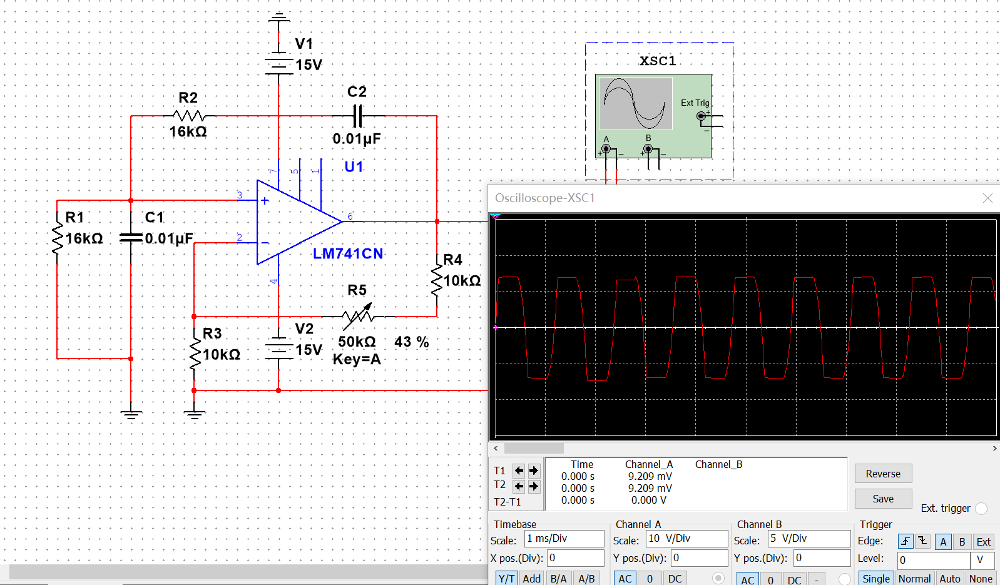 V1
15V
R2
16kΩ
C2
0.01µF
U1
7
5
1
3
2
6
4
+
−
LM741CN
R1
16kΩ
C1
0.01µF
R4
10kΩ
R5
50kΩ
43 %
Key=A
R3
10kΩ
V2
15V
XSC1
Ext Trig
+
−
A
B
+
−
+
−
Oscilloscope-XSC1
T1
T2
T2-T1
Time Channel_A Channel_B
0.000 s 9.209 mV
0.000 s 9.209 mV
0.000 s 0.000 V
Reverse
Save
Ext. trigger
Timebase
Scale: 1 ms/Div
X pos.(Div): 0
Y/T Add B/A A/B
Channel A
Scale: 10 V/Div
Y pos.(Div): 0
AC 0 DC
Channel B
Scale: 5 V/Div
Y pos.(Div): 0
AC 0 DC -
Trigger
Edge: A B Ext
Level: 0 V
Single Normal Auto None